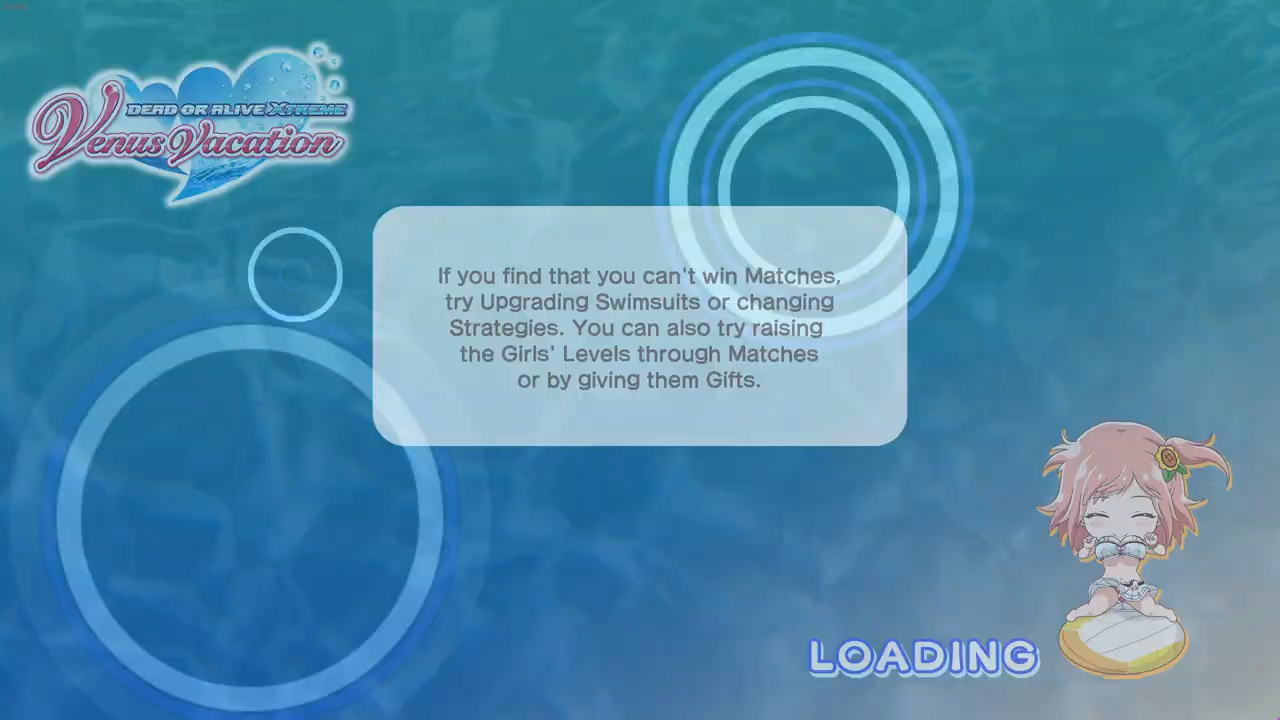 DEAD OR ALIVE XTREME
Venus Vacation
If you find that you can't win Matches,
try Upgrading Swimsuits or changing
Strategies. You can also try raising
the Girls' Levels through Matches
or by giving them Gifts.
LOADING